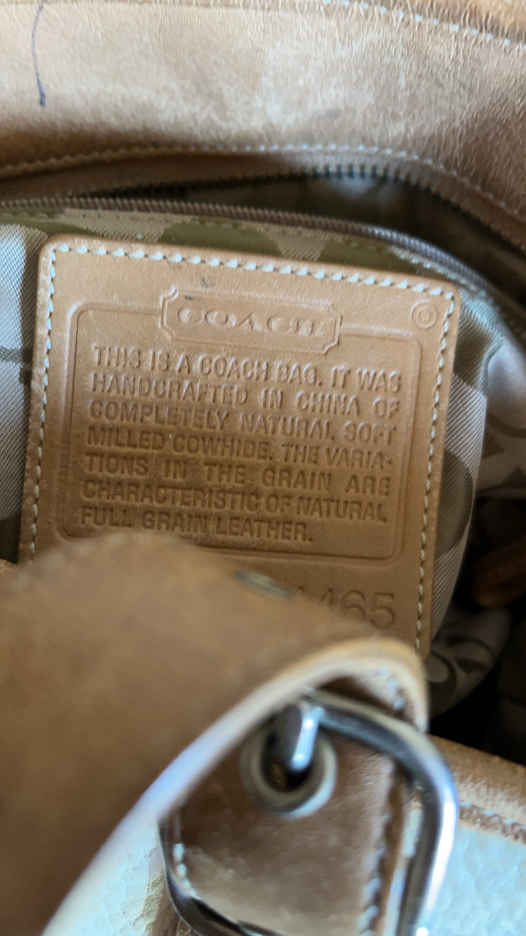 COACH
THIS IS A COACH BAG. IT WAS
HANDCRAFTED IN CHINA OF
COMPLETELY NATURAL SOFT
MILLED COWHIDE. THE VARIA-
TIONS IN THE GRAIN ARE
CHARACTERISTIC OF NATURAL
FULL GRAIN LEATHER.